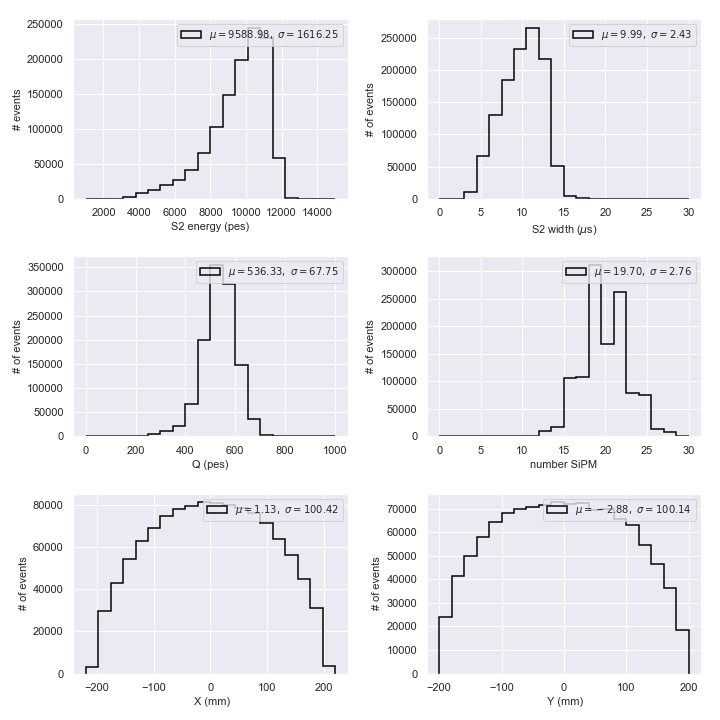 μ = 9588.98, σ = 1616.25
# events
250000
200000
150000
100000
50000
0
2000 4000 6000 8000 10000 12000 14000
S2 energy (pes)
μ = 9.99, σ = 2.43
# of events
250000
200000
150000
100000
50000
0
0 5 10 15 20 25 30
S2 width (μs)
μ = 536.33, σ = 67.75
# of events
350000
300000
250000
200000
150000
100000
50000
0
0 200 400 600 800 1000
Q (pes)
μ = 19.70, σ = 2.76
# of events
300000
250000
200000
150000
100000
50000
0
0 5 10 15 20 25 30
number SiPM
μ = 1.13, σ = 100.42
# of events
80000
60000
40000
20000
0
−200 −100 0 100 200
X (mm)
μ = −2.88, σ = 100.14
# of events
70000
60000
50000
40000
30000
20000
10000
0
−200 −100 0 100 200
Y (mm)